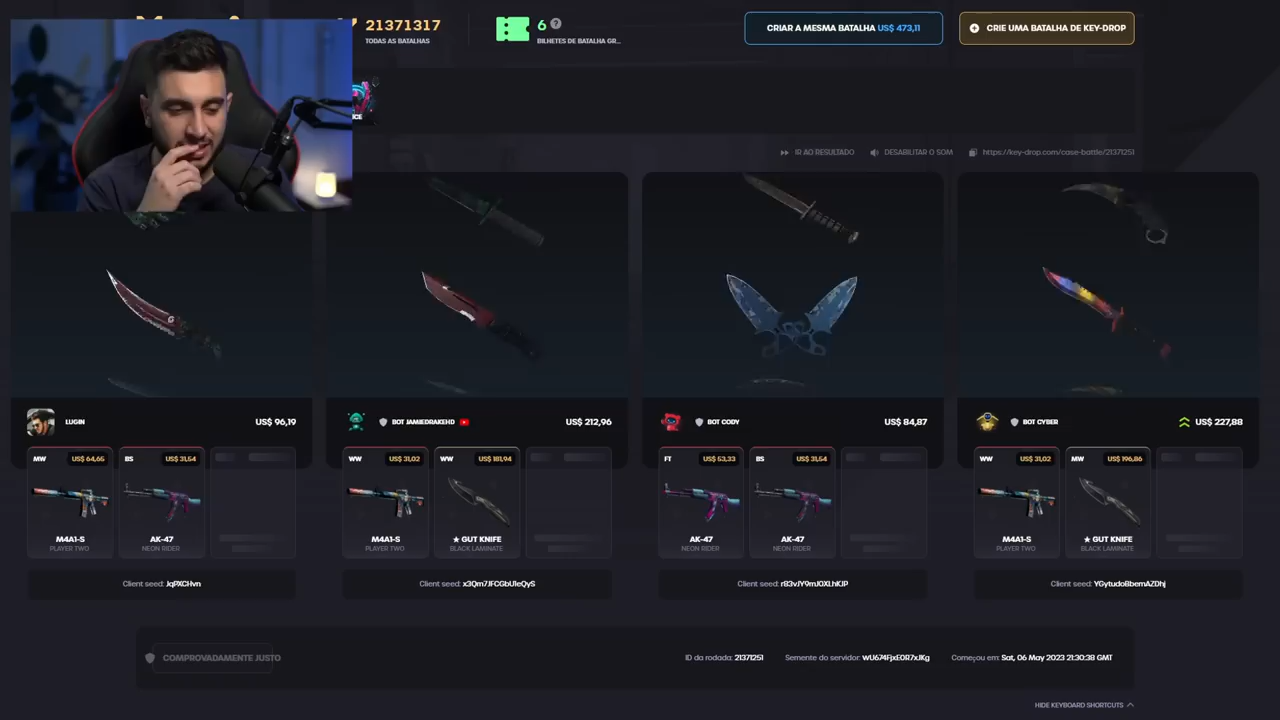 21371317
TODAS AS BATALHAS
6
BILHETES DE BATALHA GR...
CRIAR A MESMA BATALHA US$ 473,11
CRIE UMA BATALHA DE KEY-DROP
IR AO RESULTADO
DESABILITAR O SOM
https://key-drop.com/case-battle/21371251
LUGIN
US$ 96,19
BOT JAMIEDRAKEHD
US$ 212,96
BOT CODY
US$ 84,87
BOT CYBER
US$ 227,88
MW
US$ 64,65
BS
US$ 31,54
WW
US$ 31,02
WW
US$ 181,94
FT
US$ 53,33
BS
US$ 31,54
WW
US$ 31,02
MW
US$ 196,86
M4A1-S
PLAYER TWO
AK-47
NEON RIDER
M4A1-S
PLAYER TWO
★ GUT KNIFE
BLACK LAMINATE
AK-47
NEON RIDER
AK-47
NEON RIDER
M4A1-S
PLAYER TWO
★ GUT KNIFE
BLACK LAMINATE
Client seed: JqPXCHvn
Client seed: x3Qm7JFCGbU1eQyS
Client seed: r83vJY9mJ0XLhKJP
Client seed: YGytudoBbemAZDhj
COMPROVADAMENTE JUSTO
ID da rodada: 21371251
Semente do servidor: wU674FjxE0R7xJKg
Começou em: Sat, 06 May 2023 21:30:38 GMT
HIDE KEYBOARD SHORTCUTS